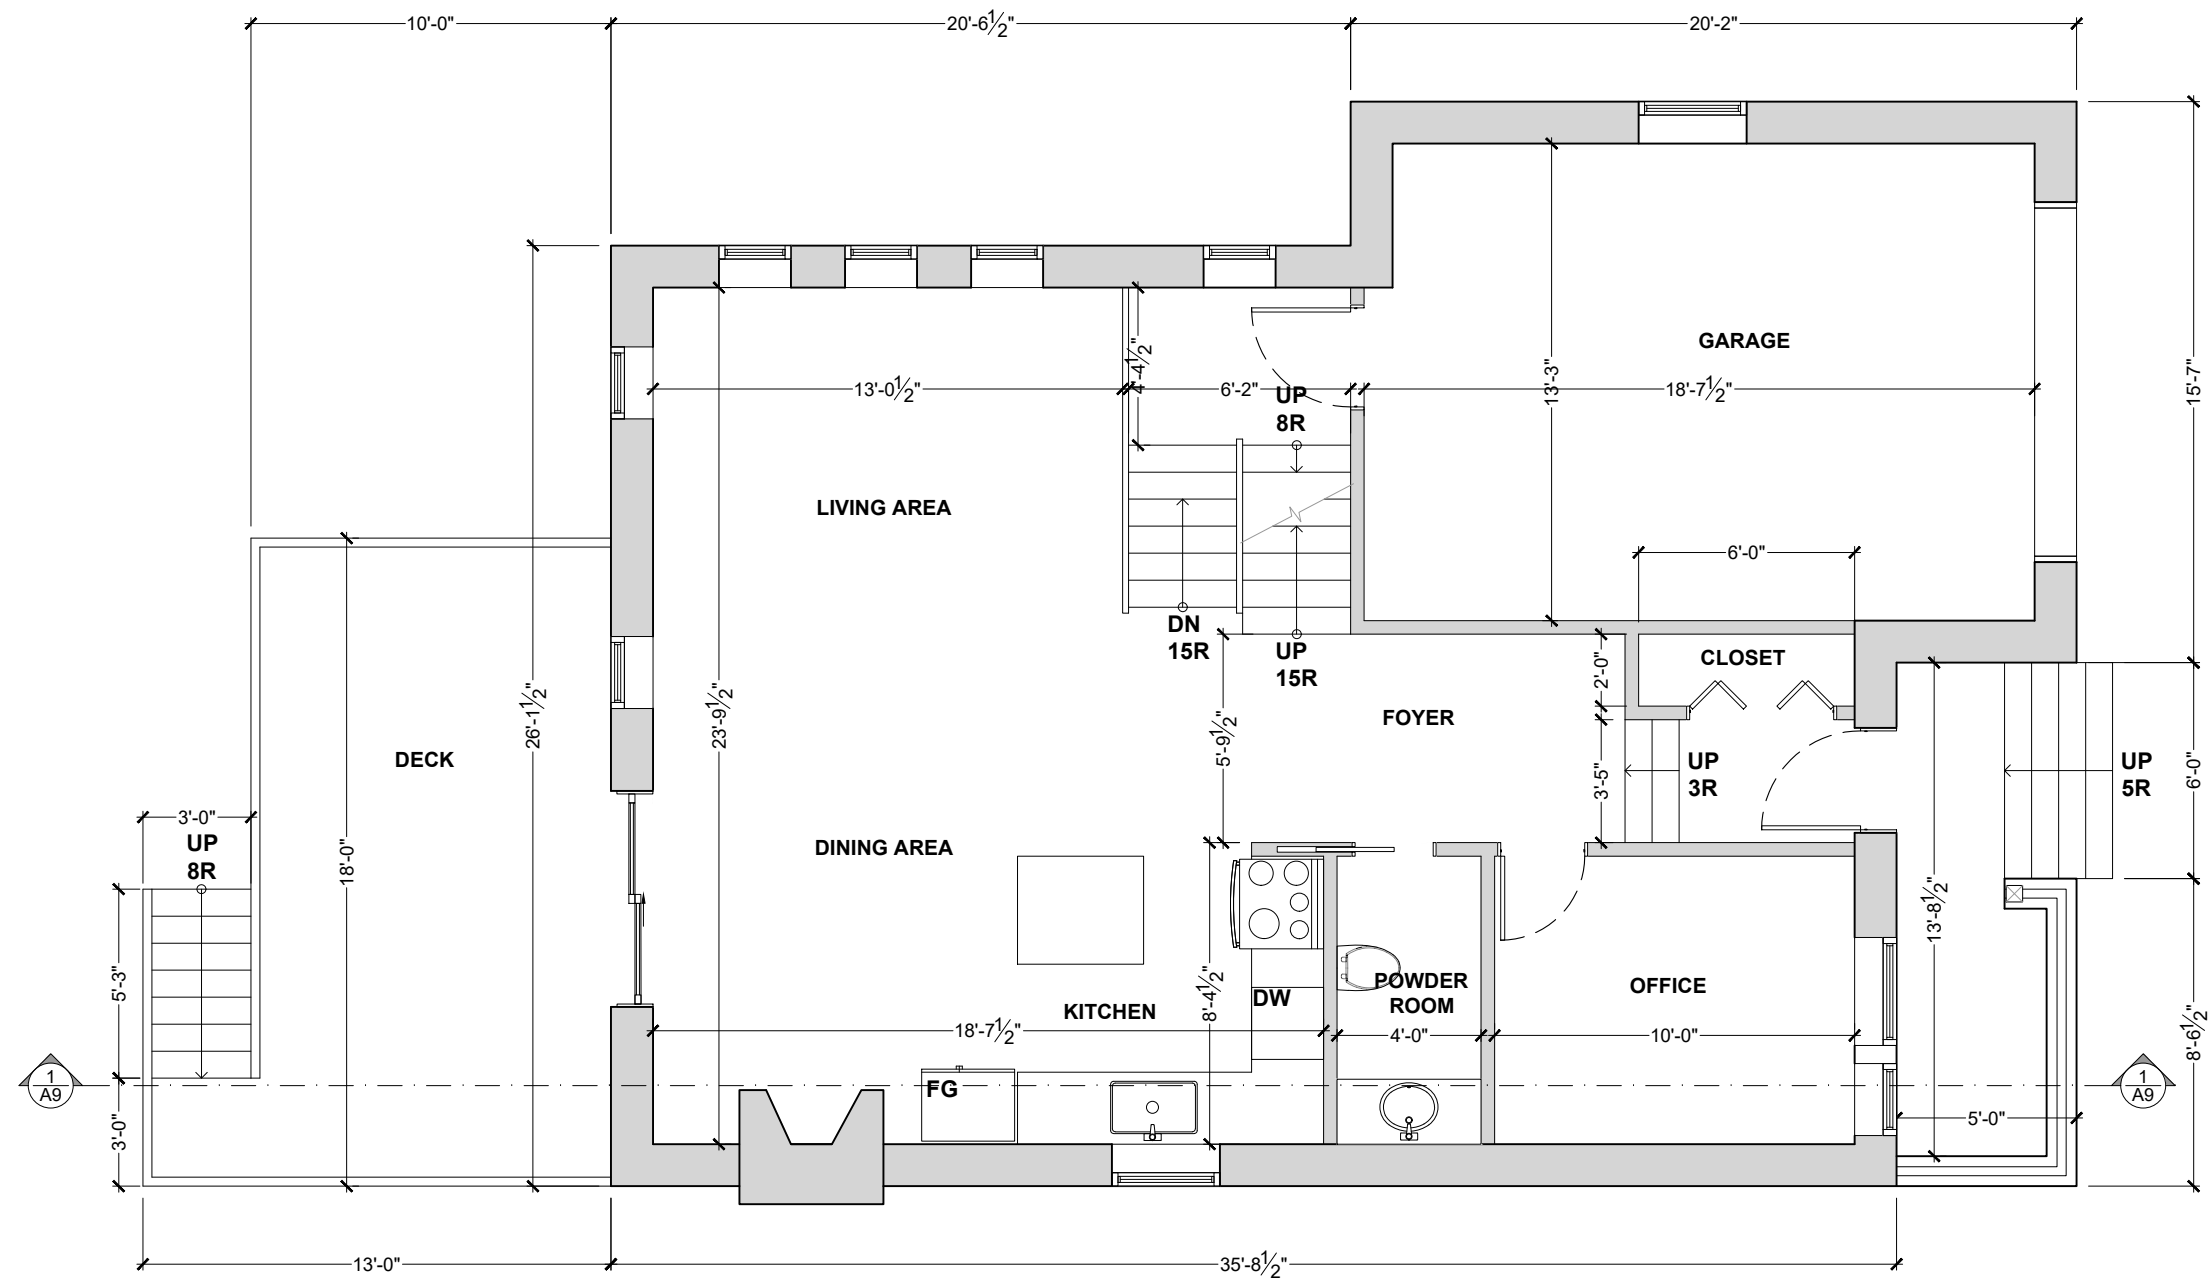 10'-0"
20'-6½"
20'-2"
4'-4½"
GARAGE
13'-0½"
6'-2"
UP
8R
13'-3"
18'-7½"
15'-7"
LIVING AREA
6'-0"
DN
15R
UP
15R
2'-0"
CLOSET
26'-1½"
23'-9½"
5'-9½"
FOYER
DECK
3'-5"
UP
3R
UP
5R
6'-0"
3'-0"
UP
8R
18'-0"
DINING AREA
13'-8½"
5'-3"
8'-4½"
DW
POWDER
ROOM
OFFICE
KITCHEN
18'-7½"
4'-0"
10'-0"
8'-6½"
1
A9
FG
1
A9
3'-0"
5'-0"
13'-0"
35'-8½"